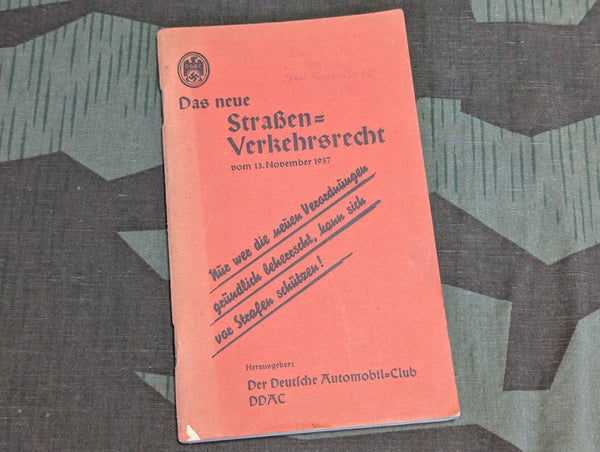 DDAC
Das neue
Straßen=
Verkehrsrecht
vom 13. November 1937
Nur wer die neuen Verordnungen
gründlich beherrscht, kann sich
vor Strafen schützen!
Herausgeber:
Der Deutsche Automobil=Club
DDAC